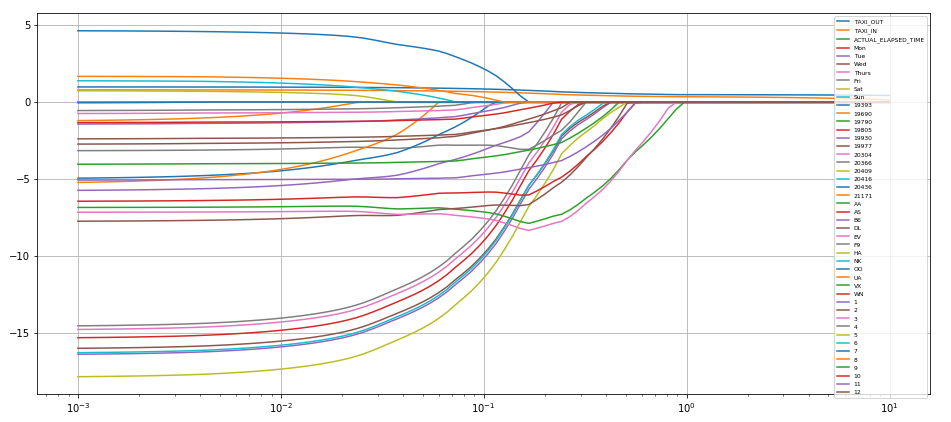 5
0
−5
−10
−15
10⁻³
10⁻²
10⁻¹
10⁰
10¹
TAXI_OUT
TAXI_IN
ACTUAL_ELAPSED_TIME
Mon
Tue
Wed
Thurs
Fri
Sat
Sun
19393
19690
19790
19805
19930
19977
20304
20366
20409
20416
20436
21171
AA
AS
B6
DL
EV
F9
HA
NK
OO
UA
VX
WN
1
2
3
4
5
6
7
8
9
10
11
12